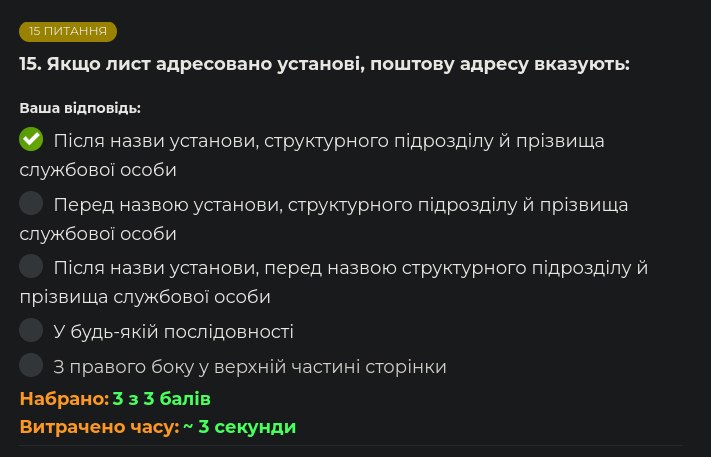 15 ПИТАННЯ
15. Якщо лист адресовано установі, поштову адресу вказують:
Ваша відповідь:
Після назви установи, структурного підрозділу й прізвища
службової особи
Перед назвою установи, структурного підрозділу й прізвища
службової особи
Після назви установи, перед назвою структурного підрозділу й
прізвища службової особи
У будь-якій послідовності
З правого боку у верхній частині сторінки
Набрано: 3 з 3 балів
Витрачено часу: ~ 3 секунди